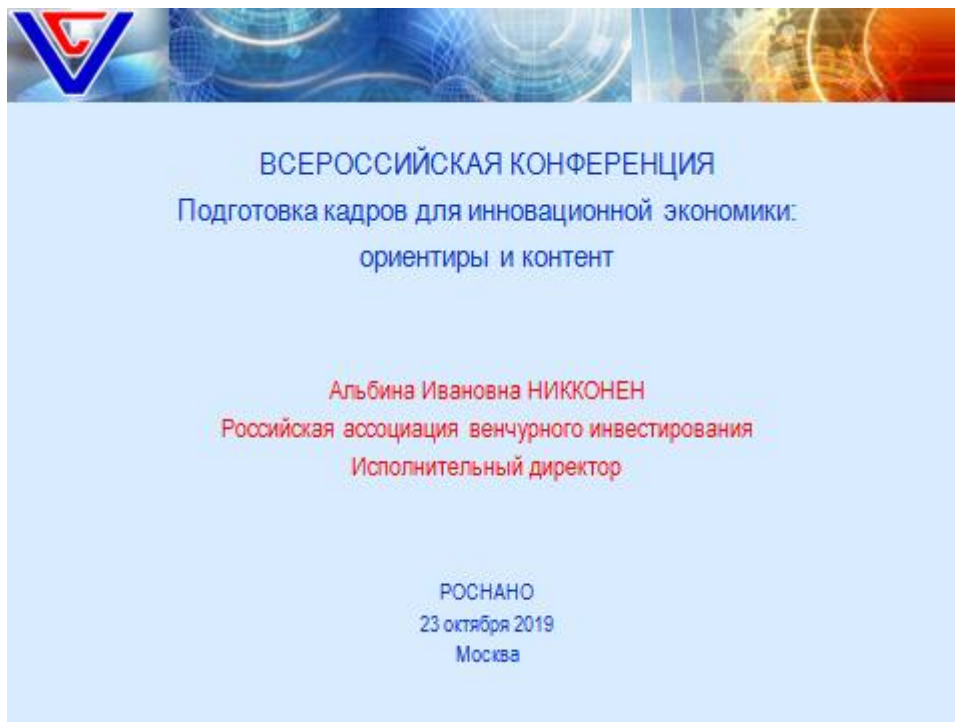 ВСЕРОССИЙСКАЯ КОНФЕРЕНЦИЯ
Подготовка кадров для инновационной экономики:
ориентиры и контент
Альбина Ивановна НИККОНЕН
Российская ассоциация венчурного инвестирования
Исполнительный директор
РОСНАНО
23 октября 2019
Москва